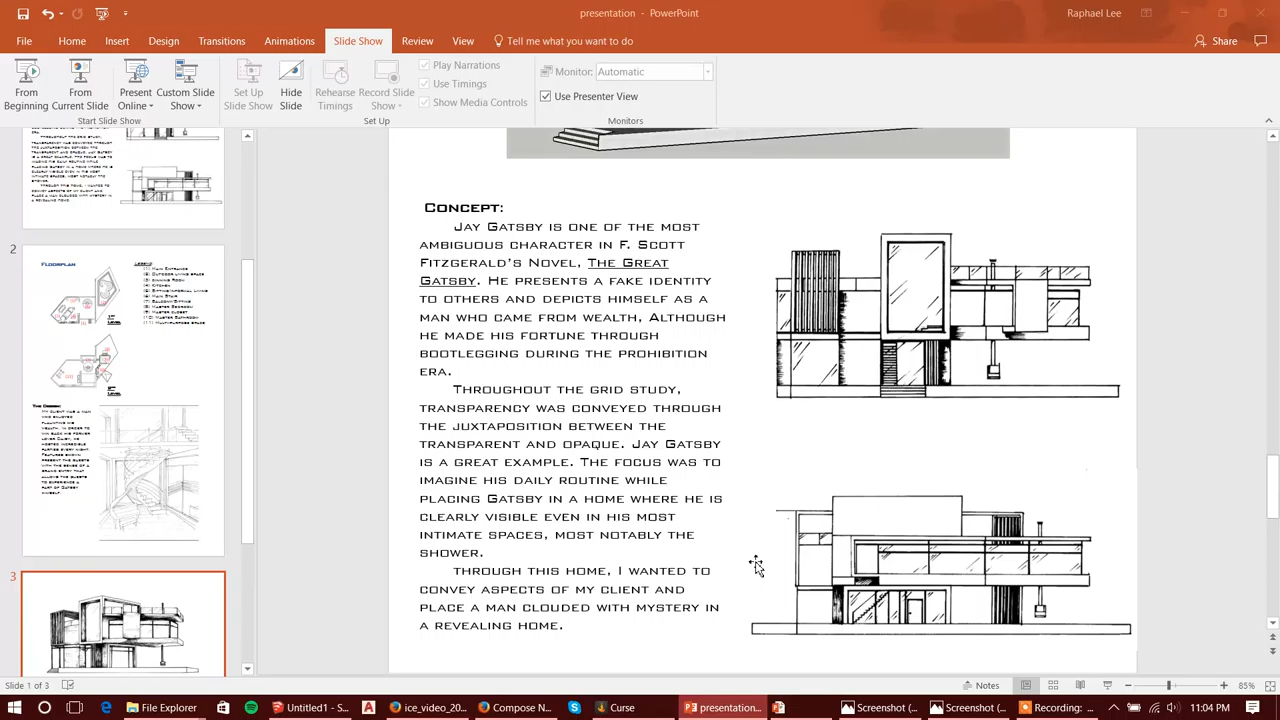 presentation - PowerPoint
Raphael Lee
File Home Insert Design Transitions Animations Slide Show Review View Tell me what you want to do
Share
From Beginning
From Current Slide
Present Online
Custom Slide Show
Set Up Slide Show
Hide Slide
Rehearse Timings
Record Slide Show
Play Narrations
Use Timings
Show Media Controls
Monitor: Automatic
Use Presenter View
Start Slide Show
Set Up
Monitors
2
Floorplan
3
Concept:
Jay Gatsby is one of the most
ambiguous character in F. Scott
Fitzgerald's Novel, The Great
Gatsby. He presents a fake identity
to others and depicts himself as a
man who came from wealth, Although
he made his fortune through
bootlegging during the prohibition
era.
Throughout the grid study,
transparency was conveyed through
the juxtaposition between the
transparent and opaque. Jay Gatsby
is a great example. The focus was to
imagine his daily routine while
placing Gatsby in a home where he is
clearly visible even in his most
intimate spaces, most notably the
shower.
Through this home, I wanted to
convey aspects of my client and
place a man clouded with mystery in
a revealing home.
Slide 1 of 3
Notes
85%
File Explorer
Untitled1 - S...
ice_video_20...
Compose No...
Curse
presentation...
Screenshot (...
Screenshot (...
Recording: ...
11:04 PM